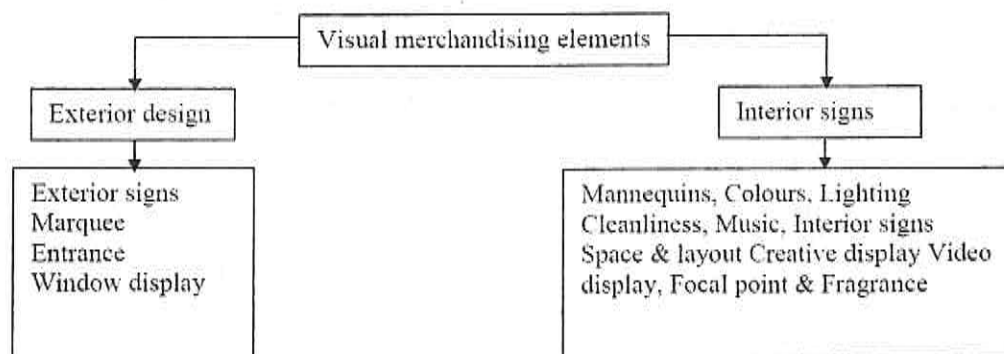 Visual merchandising elements
Exterior design
Interior signs
Exterior signs
Marquee
Entrance
Window display
Mannequins, Colours, Lighting
Cleanliness, Music, Interior signs
Space & layout Creative display Video
display, Focal point & Fragrance